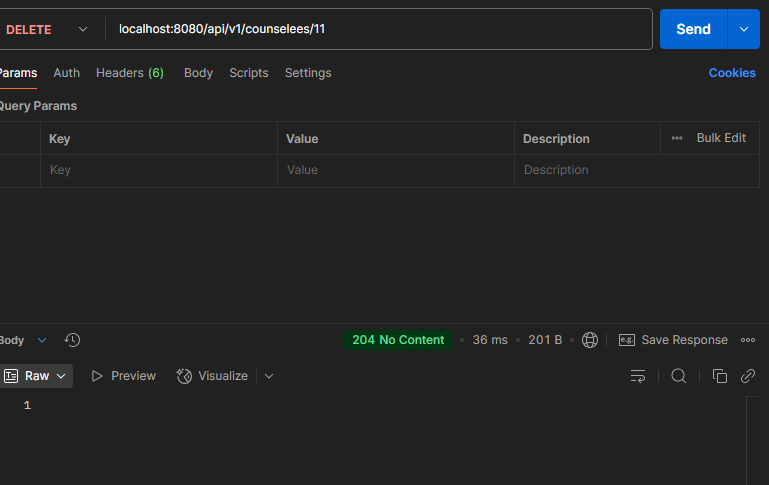 DELETE localhost:8080/api/v1/counselees/11 Send
Params Auth Headers (6) Body Scripts Settings Cookies
Query Params
Key Value Description Bulk Edit
Key Value Description
Body 204 No Content 36 ms 201 B e.g. Save Response
Raw Preview Visualize
1